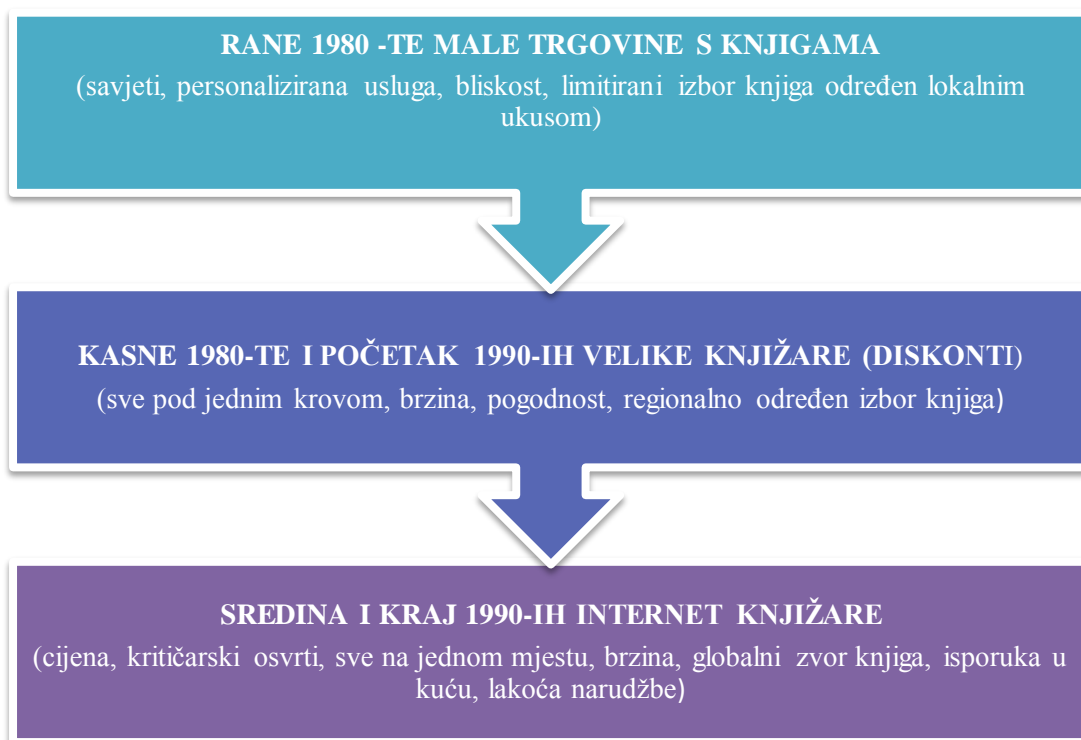 RANE 1980 -TE MALE TRGOVINE S KNJIGAMA
(savjeti, personalizirana usluga, bliskost, limitirani izbor knjiga određen lokalnim
ukusom)
KASNE 1980-TE I POČETAK 1990-IH VELIKE KNJIŽARE (DISKONTI)
(sve pod jednim krovom, brzina, pogodnost, regionalno određen izbor knjiga)
SREDINA I KRAJ 1990-IH INTERNET KNJIŽARE
(cijena, kritičarski osvrti, sve na jednom mjestu, brzina, globalni zvor knjiga, isporuka u
kuću, lakoća narudžbe)